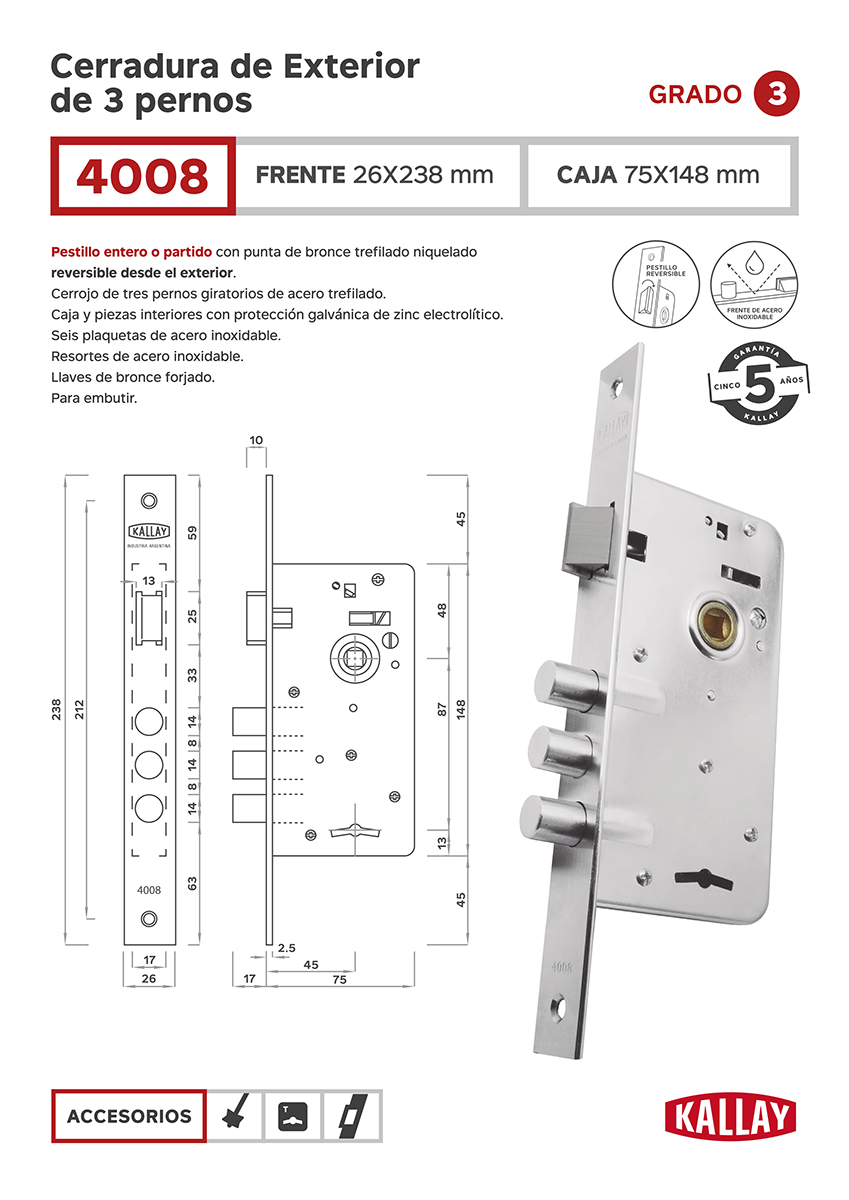 Cerradura de Exterior
de 3 pernos
GRADO 3
4008
FRENTE 26X238 mm
CAJA 75X148 mm
Pestillo entero o partido con punta de bronce trefilado niquelado
reversible desde el exterior.
Cerrojo de tres pernos giratorios de acero trefilado.
Caja y piezas interiores con protección galvánica de zinc electrolítico.
Seis plaquetas de acero inoxidable.
Resortes de acero inoxidable.
Llaves de bronce forjado.
Para embutir.
PESTILLO
REVERSIBLE
FRENTE DE ACERO
INOXIDABLE
GARANTÍA
CINCO 5 AÑOS
KALLAY
KALLAY
10
KALLAY
INDUSTRIA ARGENTINA
13
238
212
59
25
33
14
8
14
8
14
63
4008
17
26
45
48
87
148
13
45
2.5
45
17
75
4008
ACCESORIOS
T
KALLAY